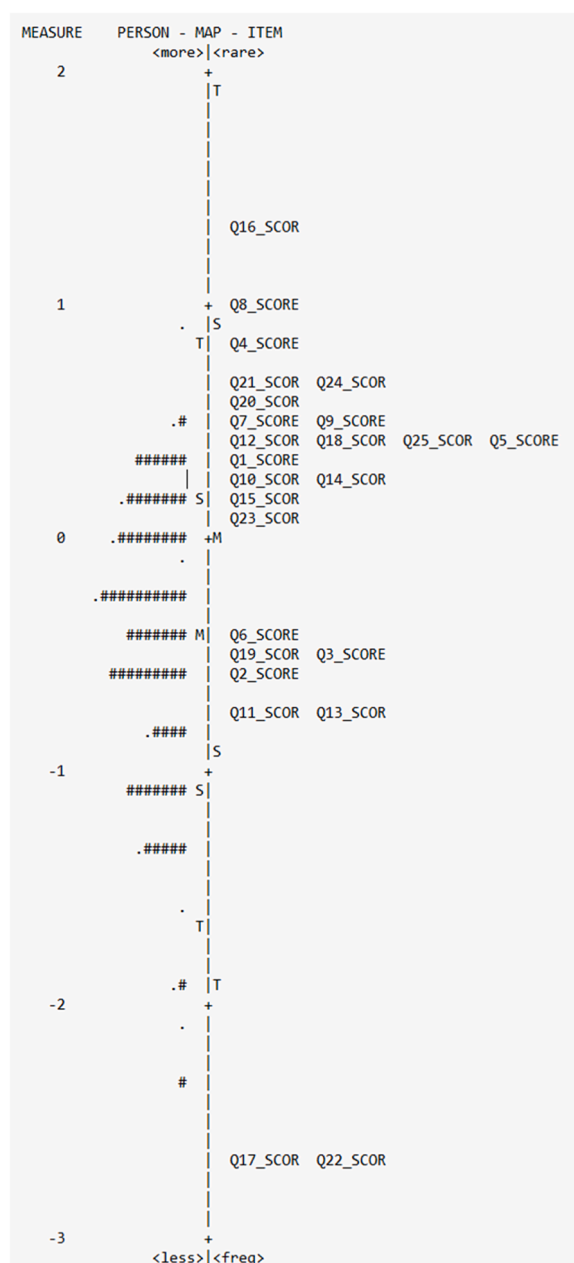 MEASURE    PERSON - MAP - ITEM
               <more>|<rare>
    2                +
                     |T
                     |
                     |
                     |
                     |
                     |
                     |
                     |  Q16_SCOR
                     |
                     |
                     |
    1                +  Q8_SCORE
                  .  |S
                    T|  Q4_SCORE
                     |
                     |  Q21_SCOR  Q24_SCOR
                     |  Q20_SCOR
                 .#  |  Q7_SCORE  Q9_SCORE
                     |  Q12_SCOR  Q18_SCOR  Q25_SCOR  Q5_SCORE
             ######  |  Q1_SCORE
                   | |  Q10_SCOR  Q14_SCOR
           .####### S|  Q15_SCOR
                     |  Q23_SCOR
    0     .########  +M
                  .  |
                     |
        .##########  |
                     |
            ####### M|  Q6_SCORE
                     |  Q19_SCOR  Q3_SCORE
          #########  |  Q2_SCORE
                     |
                     |  Q11_SCOR  Q13_SCOR
              .####  |
                     |S
   -1                +
            ####### S|
                     |
                     |
             .#####  |
                     |
                     |
                  .  |
                    T|
                     |
                     |
                 .#  |T
   -2                +
                  .  |
                     |
                     |
                  #  |
                     |
                     |
                     |
                     |  Q17_SCOR  Q22_SCOR
                     |
                     |
                     |
   -3                +
               <less>|<freq>